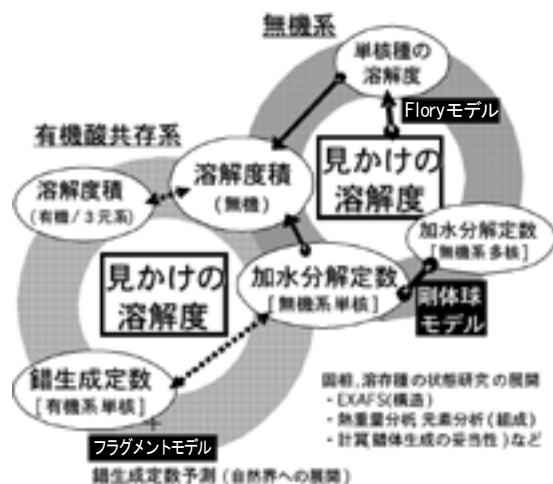 無機系
単核種の
溶解度
Floryモデル
有機酸共存系
溶解度積
(無機)
見かけの
溶解度
溶解度積
(有機/3元系)
加水分解定数
[無機系多核]
見かけの
溶解度
加水分解定数
[無機系単核]
剛体球
モデル
錯生成定数
[有機系単核]
+
フラグメントモデル
錯生成定数予測(自然界への展開)
固相,溶存種の状態研究の展開
・EXAFS(構造)
・熱重量分析,元素分析(組成)
・計算(錯体生成の妥当性)など